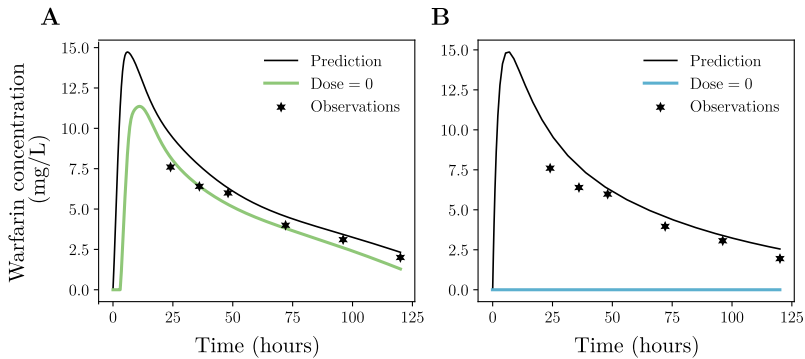 A
B
Warfarin concentration
(mg/L)
15.0
12.5
10.0
7.5
5.0
2.5
0.0
Prediction
Dose = 0
Observations
0
25
50
75
100
125
Time (hours)
15.0
12.5
10.0
7.5
5.0
2.5
0.0
Prediction
Dose = 0
Observations
0
25
50
75
100
125
Time (hours)